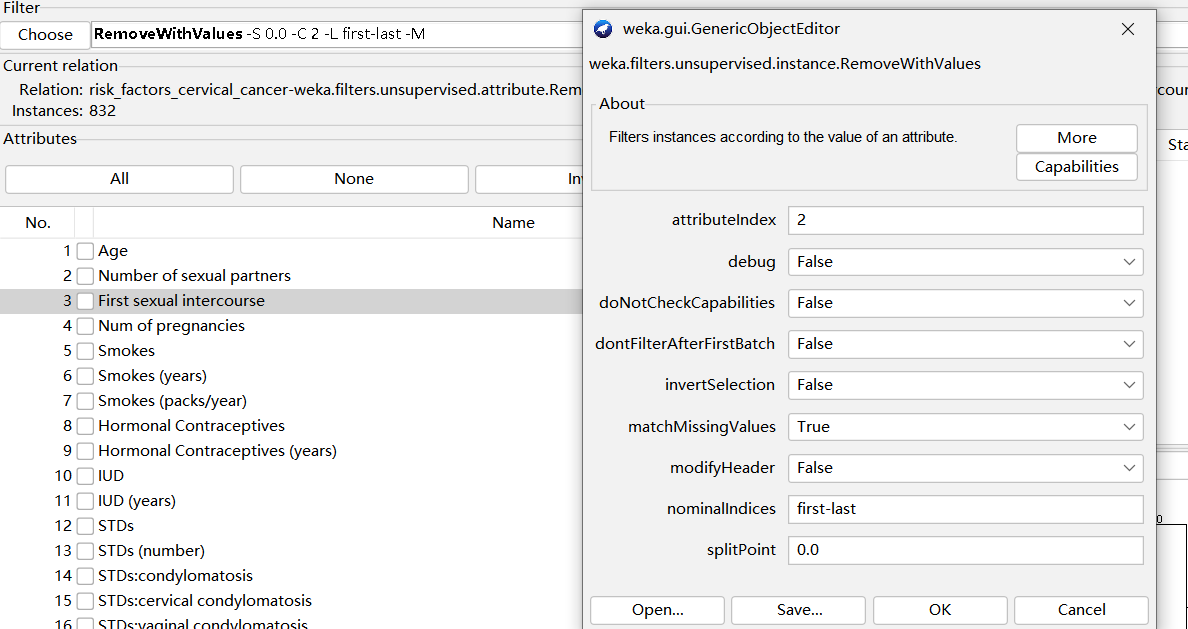 Filter
Choose RemoveWithValues -S 0.0 -C 2 -L first-last -M
Current relation
Relation: risk_factors_cervical_cancer-weka.filters.unsupervised.attribute.Rem
Instances: 832
Attributes
All None In
No. Name
1 Age
2 Number of sexual partners
3 First sexual intercourse
4 Num of pregnancies
5 Smokes
6 Smokes (years)
7 Smokes (packs/year)
8 Hormonal Contraceptives
9 Hormonal Contraceptives (years)
10 IUD
11 IUD (years)
12 STDs
13 STDs (number)
14 STDs:condylomatosis
15 STDs:cervical condylomatosis
16 STDs:vaginal condylomatosis
weka.gui.GenericObjectEditor
weka.filters.unsupervised.instance.RemoveWithValues
About
Filters instances according to the value of an attribute.
More
Capabilities
attributeIndex 2
debug False
doNotCheckCapabilities False
dontFilterAfterFirstBatch False
invertSelection False
matchMissingValues True
modifyHeader False
nominalIndices first-last
splitPoint 0.0
Open... Save... OK Cancel
cour
Sta
0